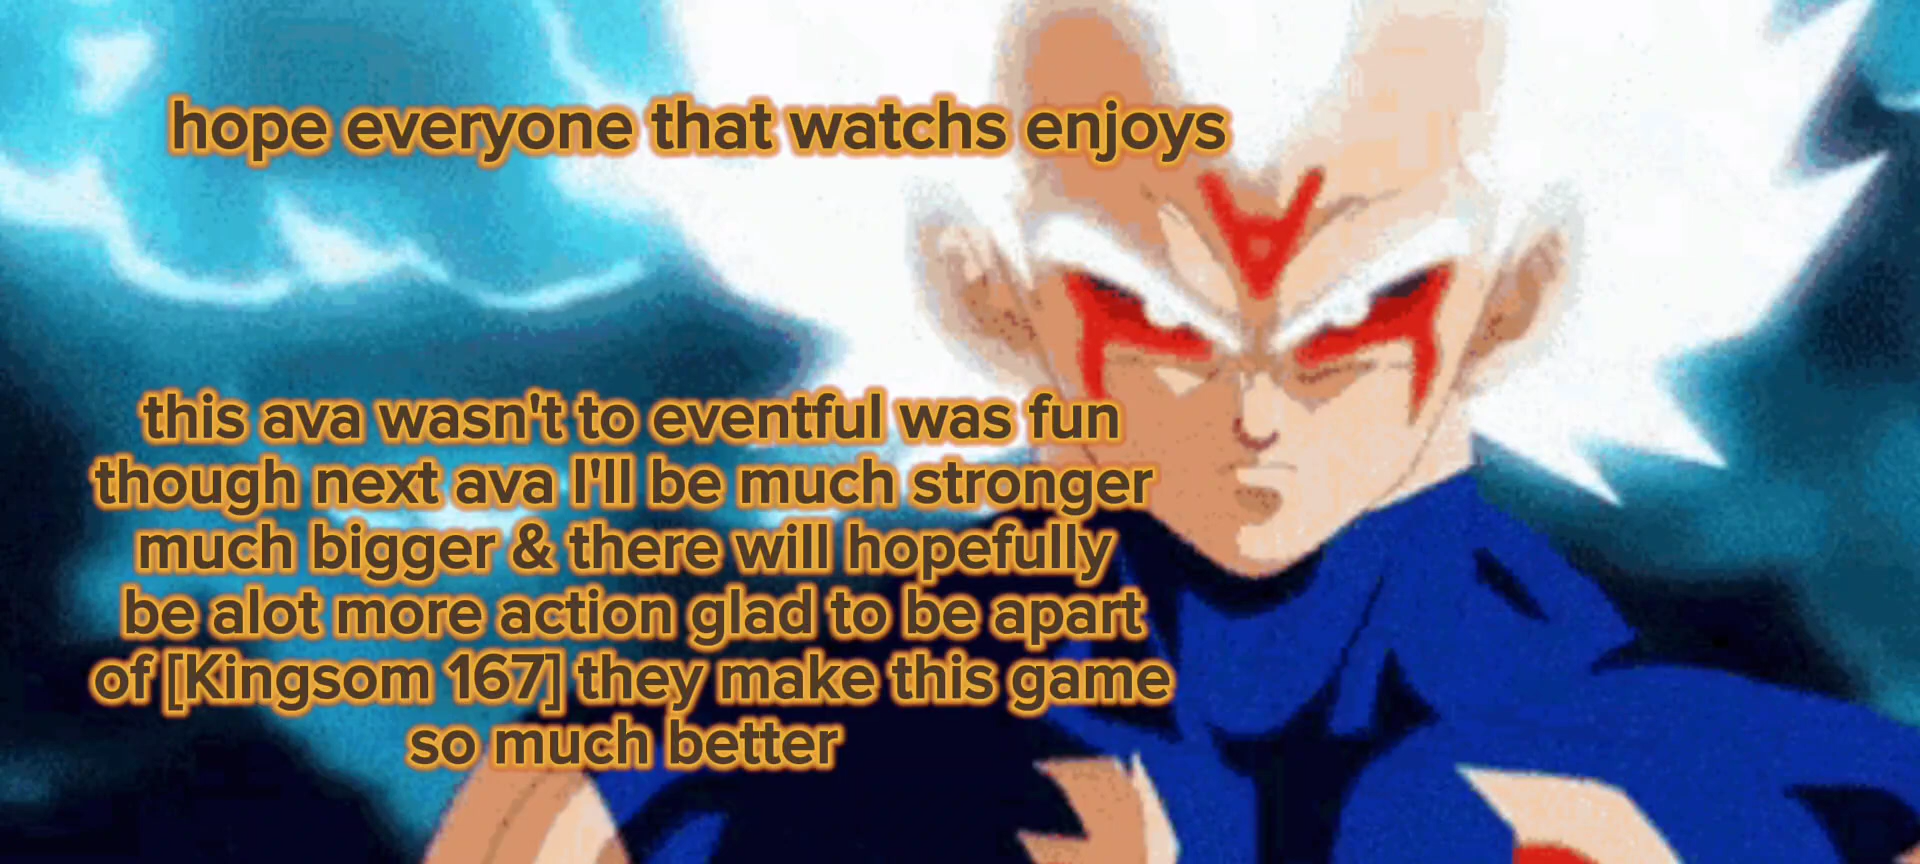 hope everyone that watchs enjoys
this ava wasn't to eventful was fun
though next ava I'll be much stronger
much bigger & there will hopefully
be alot more action glad to be apart
of [Kingsom 167] they make this game
so much better